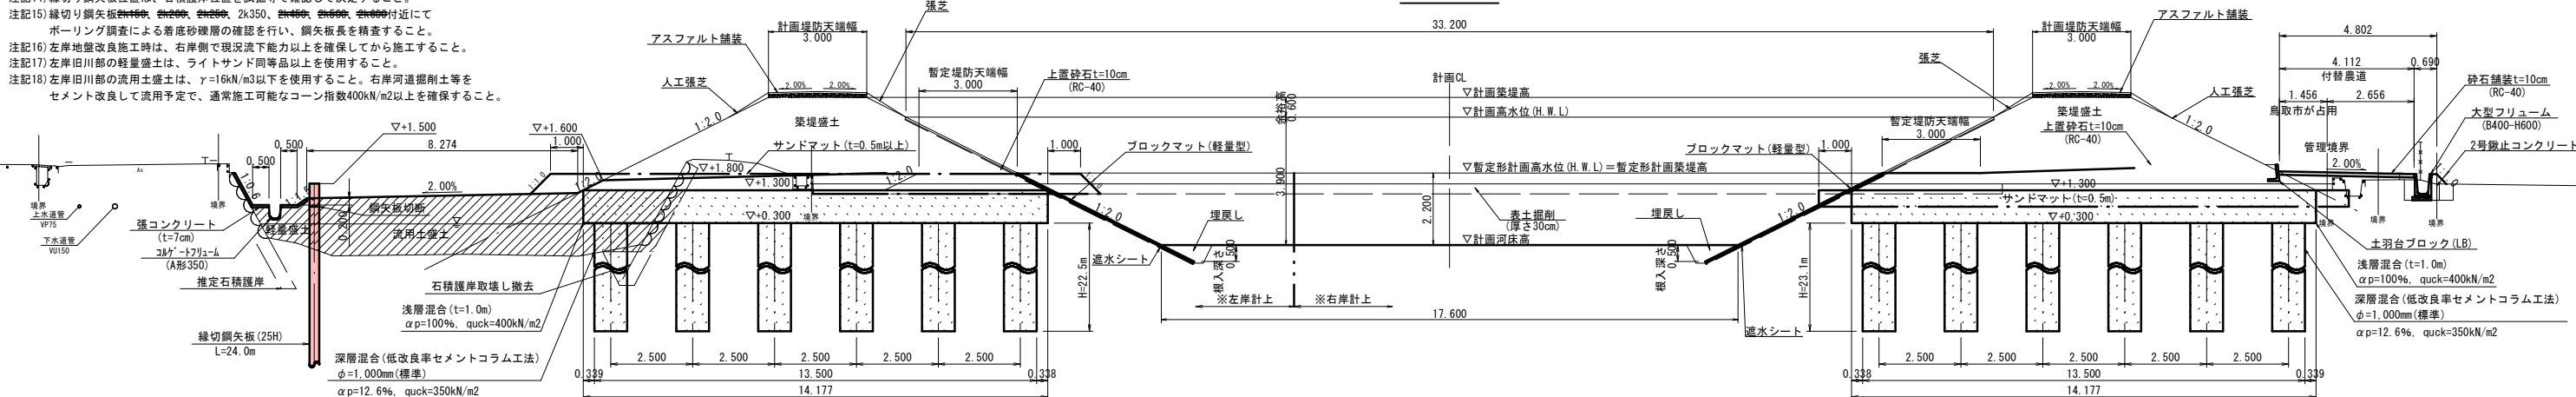 注記15)縁切り鋼矢板2k150、2k200、2k250、2k350、2k450、2k500、2k600付近にて
ボーリング調査による着底砂礫層の確認を行い、鋼矢板長を精査すること。
注記16)左岸地盤改良施工時は、右岸側で現況流下能力以上を確保してから施工すること。
注記17)左岸旧川部の軽量盛土は、ライトサンド同等品以上を使用すること。
注記18)左岸旧川部の流用土盛土は、γ=16kN/m3以下を使用すること。右岸河道掘削土等を
セメント改良して流用予定で、通常施工可能なコーン指数400kN/m2以上を確保すること。
張芝
計画堤防天端幅
3.000
アスファルト舗装
人工張芝
2.00%
2.00%
1:2.0
築堤盛土
33.200
暫定堤防天端幅
3.000
上置砕石t=10cm
(RC-40)
計画CL
余裕高
0.600
▽計画築堤高
▽計画高水位(H.W.L)
▽暫定形計画高水位(H.W.L)＝暫定形計画築堤高
張芝
計画堤防天端幅
3.000
アスファルト舗装
2.00%
2.00%
人工張芝
築堤盛土
1:2.0
上置砕石t=10cm
(RC-40)
暫定堤防天端幅
3.000
4.802
4.112
0.690
付替農道
1.456
2.656
鳥取市が占用
管理境界
2.00%
砕石舗装t=10cm
(RC-40)
大型フリューム
(B400-H600)
2号鍬止コンクリート
▽+1.500
▽+1.600
0.500
0.500
8.274
1.000
1:0.6
2.00%
鋼矢板切断
0.200
1:1.0
1:2.0
サンドマット(t=0.5m以上)
▽+1.800
▽+1.300
1:2.0
▽+0.300
境界
1.000
ブロックマット(軽量型)
1:2.0
3.900
2.200
表土掘削
(厚さ30cm)
▽計画河床高
埋戻し
埋戻し
根入深さ
0.500
根入深さ
0.500
ブロックマット(軽量型)
1.000
1:2.0
▽+1.300
サンドマット(t=0.5m)
▽+0.300
境界
境界
境界
境界
上水道管
VP75
下水道管
VU150
境界
As
張コンクリート
(t=7cm)
軽量盛土
流用土盛土
コルゲートフリューム
(A形350)
推定石積護岸
縁切鋼矢板(25H)
L=24.0m
石積護岸取壊し撤去
浅層混合(t=1.0m)
αp=100%, quck=400kN/m2
深層混合(低改良率セメントコラム工法)
φ=1,000mm(標準)
αp=12.6%, quck=350kN/m2
H=22.5m
遮水シート
※左岸計上
※右岸計上
17.600
遮水シート
H=23.1m
土羽台ブロック(LB)
浅層混合(t=1.0m)
αp=100%, quck=400kN/m2
深層混合(低改良率セメントコラム工法)
φ=1,000mm(標準)
αp=12.6%, quck=350kN/m2
2.500
2.500
2.500
2.500
2.500
0.339
13.500
0.338
14.177
2.500
2.500
2.500
2.500
2.500
0.338
13.500
0.339
14.177